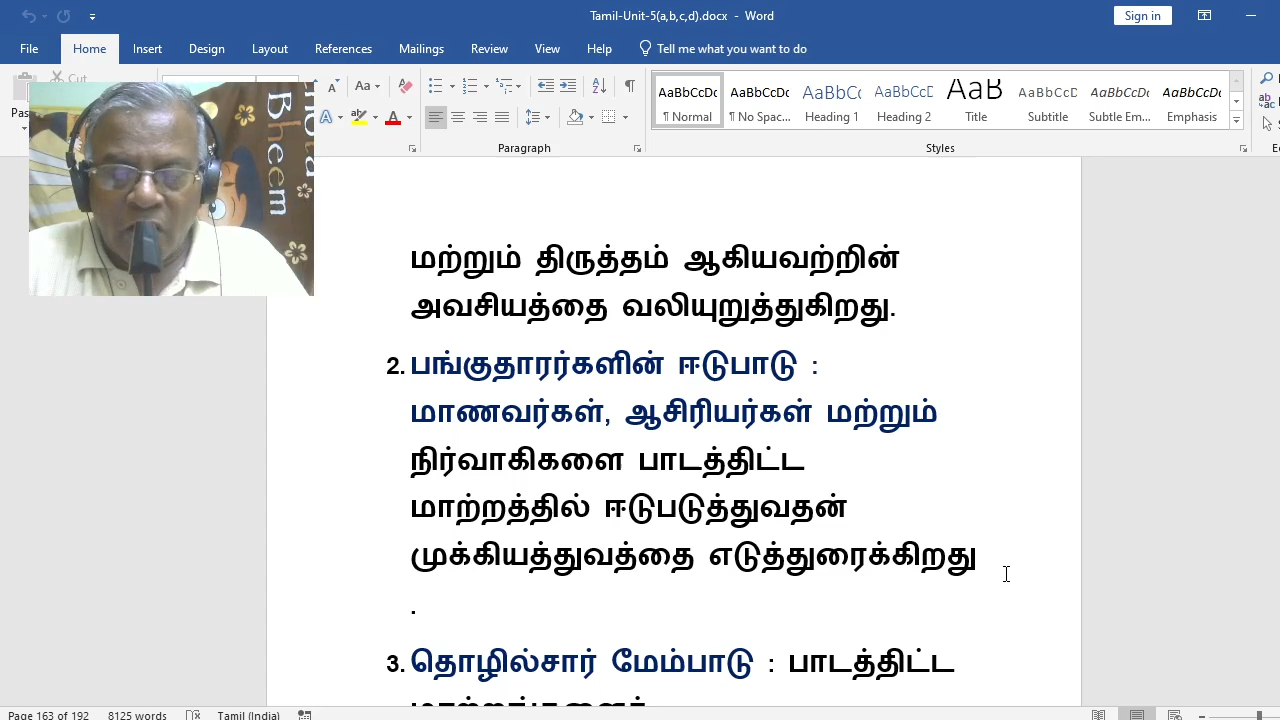 Tamil-Unit-5(a,b,c,d).docx - Word
Sign in
File Home Insert Design Layout References Mailings Review View Help Tell me what you want to do
Cut
Aa
AaBbCcDc AaBbCcDc AaBbCc AaBbCcD AaB AaBbCcD AaBbCcDc AaBbCcDc
¶ Normal ¶ No Spac... Heading 1 Heading 2 Title Subtitle Subtle Em... Emphasis
Paragraph Styles
Bheem
மற்றும் திருத்தம் ஆகியவற்றின்
அவசியத்தை வலியுறுத்துகிறது.
2. பங்குதாரர்களின் ஈடுபாடு :
மாணவர்கள், ஆசிரியர்கள் மற்றும்
நிர்வாகிகளை பாடத்திட்ட
மாற்றத்தில் ஈடுபடுத்துவதன்
முக்கியத்துவத்தை எடுத்துரைக்கிறது
.
3. தொழில்சார் மேம்பாடு : பாடத்திட்ட
Page 163 of 192 8125 words Tamil (India)